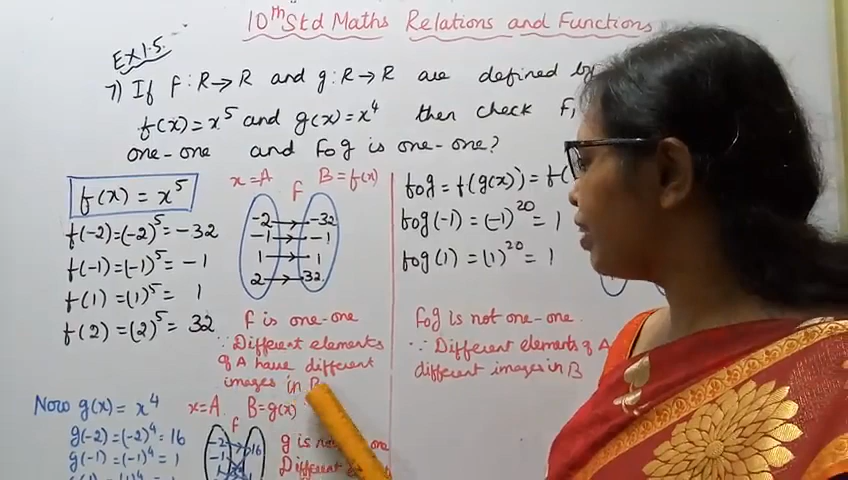 10th Std Maths Relations and Functions
EX 1.5.
7) If f : R → R and g : R → R are defined by
f(x) = x⁵ and g(x) = x⁴ then check f,
one-one and fog is one-one?
f(x) = x⁵
f(-2) = (-2)⁵ = -32
f(-1) = (-1)⁵ = -1
f(1) = (1)⁵ = 1
f(2) = (2)⁵ = 32
x = A B = f(x)
f
-2 → -32
-1 → -1
1 → 1
2 → 32
f is one-one
∵ Different elements
of A have different
images in B
fog = f(g(x)) = f(
fog(-1) = (-1)²⁰ = 1
fog(1) = (1)²⁰ = 1
fog is not one-one.
∵ Different elements of A
different images in B
Now g(x) = x⁴
g(-2) = (-2)⁴ = 16
g(-1) = (-1)⁴ = 1
x = A B = g(x)
f
-2 16
-1
g is not one
Different